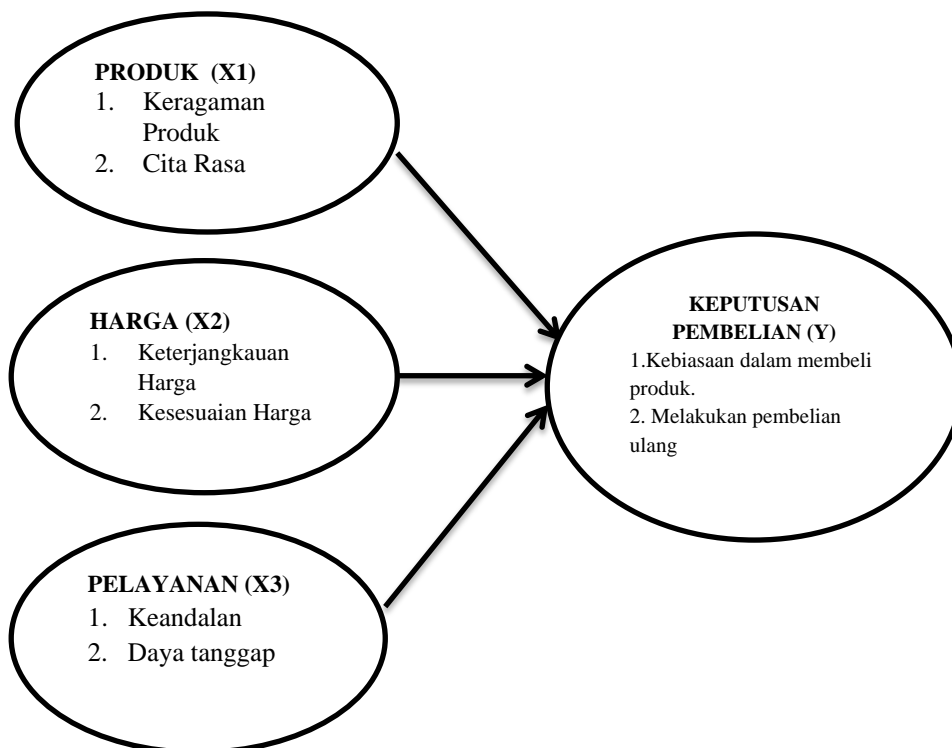 PRODUK (X1)
1. Keragaman
Produk
2. Cita Rasa
HARGA (X2)
1. Keterjangkauan
Harga
2. Kesesuaian Harga
PELAYANAN (X3)
1. Keandalan
2. Daya tanggap
KEPUTUSAN
PEMBELIAN (Y)
1.Kebiasaan dalam membeli
produk.
2. Melakukan pembelian
ulang